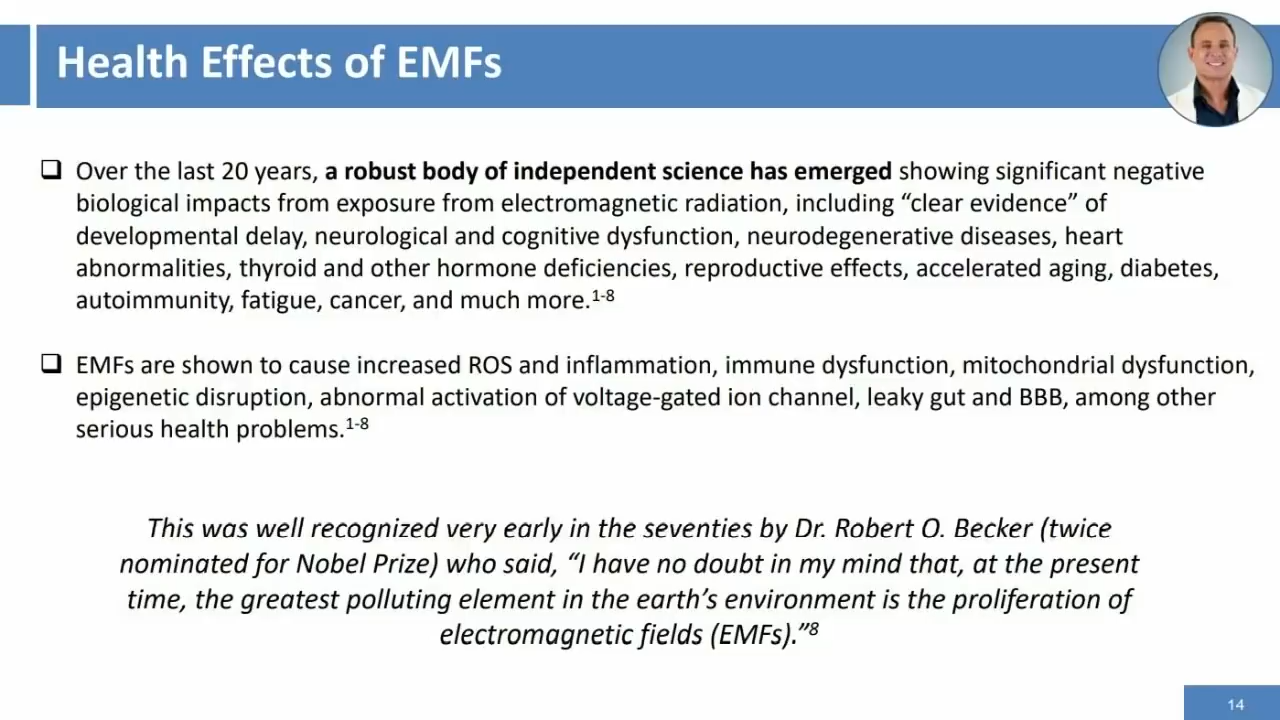 Health Effects of EMFs
❑ Over the last 20 years, a robust body of independent science has emerged showing significant negative
biological impacts from exposure from electromagnetic radiation, including “clear evidence” of
developmental delay, neurological and cognitive dysfunction, neurodegenerative diseases, heart
abnormalities, thyroid and other hormone deficiencies, reproductive effects, accelerated aging, diabetes,
autoimmunity, fatigue, cancer, and much more.1-8
❑ EMFs are shown to cause increased ROS and inflammation, immune dysfunction, mitochondrial dysfunction,
epigenetic disruption, abnormal activation of voltage-gated ion channel, leaky gut and BBB, among other
serious health problems.1-8
This was well recognized very early in the seventies by Dr. Robert O. Becker (twice
nominated for Nobel Prize) who said, “I have no doubt in my mind that, at the present
time, the greatest polluting element in the earth’s environment is the proliferation of
electromagnetic fields (EMFs).”8
14